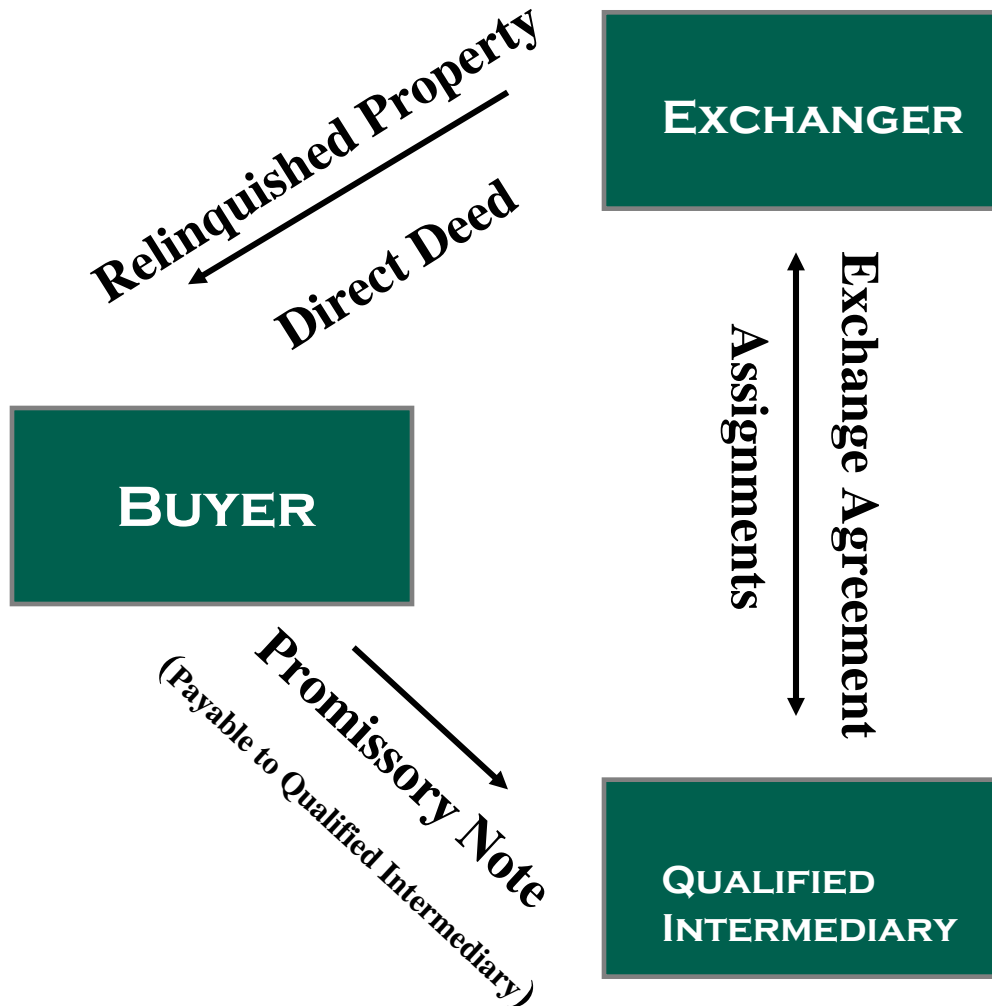 Relinquished Property
Direct Deed
EXCHANGER
Exchange Agreement
Assignments
BUYER
Promissory Note
(Payable to Qualified Intermediary)
QUALIFIED
INTERMEDIARY